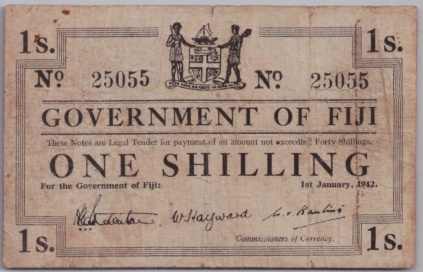 1s. 1s.
No 25055 No 25055
GOVERNMENT OF FIJI
These Notes are Legal Tender for payment of an amount not exceeding Forty Shillings.
ONE SHILLING
For the Government of Fiji: 1st January, 1942.
W Hayward
Commissioners of Currency.
1s. 1s.